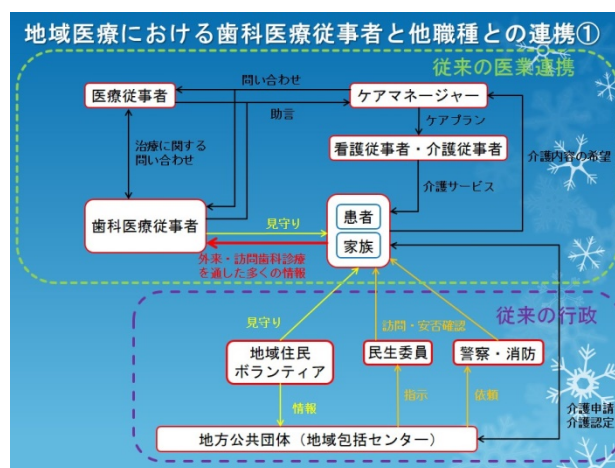 地域医療における歯科医療従事者と他職種との連携①
従来の医業連携
問い合わせ
医療従事者
ケアマネージャー
助言
ケアプラン
治療に関する
問い合わせ
看護従事者・介護従事者
介護内容の希望
介護サービス
歯科医療従事者
見守り
患者
家族
外来・訪問歯科診療
を通した多くの情報
従来の行政
訪問・安否確認
見守り
地域住民
ボランティア
民生委員
警察・消防
情報
指示
依頼
介護申請
介護認定
地方公共団体（地域包括センター）